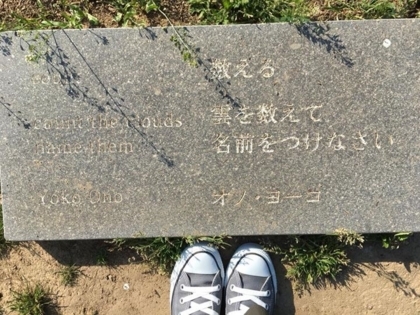 数える
count the clouds
name them
雲を数えて
名前をつけなさい
Yoko Ono
オノ・ヨーコ